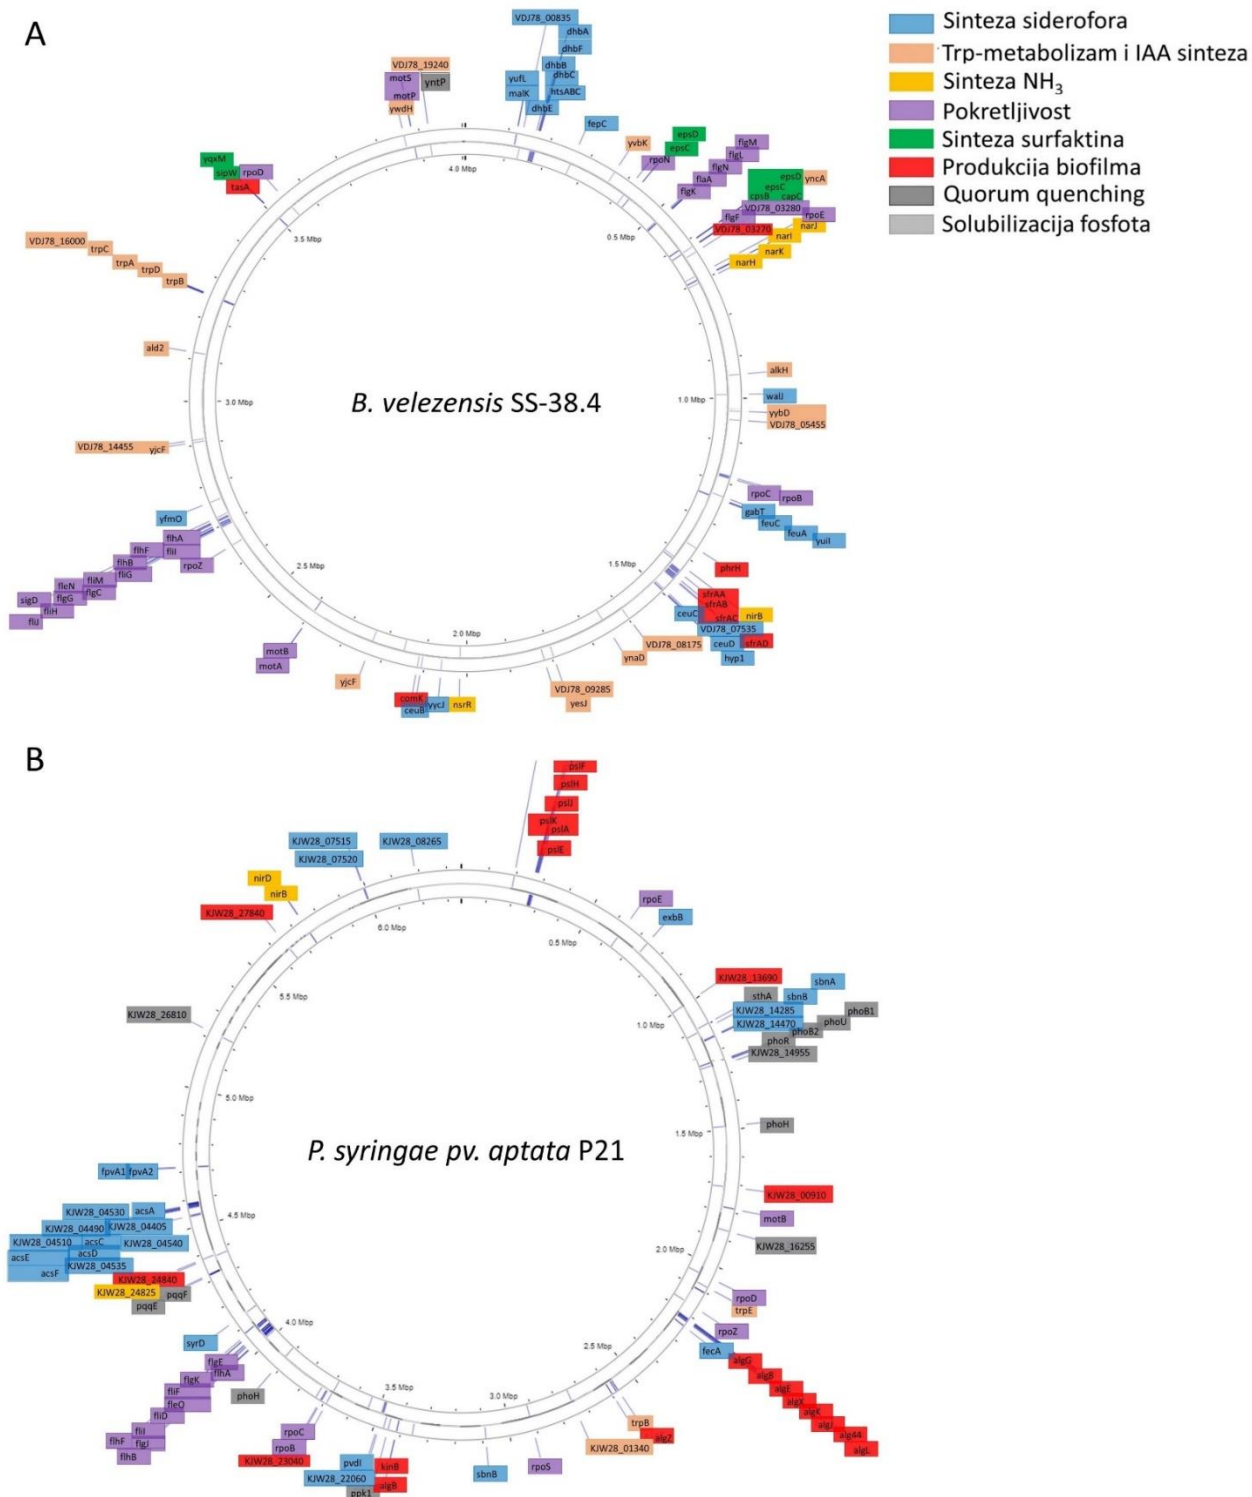 A
Sinteza siderofora
Trp-metabolizam i IAA sinteza
Sinteza NH3
Pokretljivost
Sinteza surfaktina
Produkcija biofilma
Quorum quenching
Solubilizacija fosfota
VDJ78_00835
dhbA
dhbF
dhbB
dhbC
htsABC
dhbE
yufL
malK
fepC
VDJ78_19240
motS
yntP
motP
ywdH
yvbK
epsD
epsC
rpoN
flgM
flgL
flgN
flaA
flgK
epsD
yncA
epsC
cpsB
capC
VDJ78_03280
flgF
rpoE
VDJ78_03270
narJ
narI
narK
narH
yqxM
sipW
rpoD
tasA
VDJ78_16000
trpC
trpA
trpD
trpB
ald2
VDJ78_14455
yjcF
alkH
walJ
yybD
VDJ78_05455
rpoC
rpoB
gabT
feuC
feuA
yuiI
phrH
sfrAA
sfrAB
sfrAC
nirB
ceuC
VDJ78_07535
ceuD
sfrAD
hyp1
VDJ78_08175
ynaD
VDJ78_09285
yesJ
nsrR
yycJ
ceuB
comK
yjcF
motB
motA
yfmO
flhA
flhF
fliI
flhB
rpoZ
fliM
fliG
fleN
flgC
flgG
sigD
fliH
fliJ
4.0 Mbp
0.5 Mbp
1.0 Mbp
1.5 Mbp
2.0 Mbp
2.5 Mbp
3.0 Mbp
3.5 Mbp
B. velezensis SS-38.4
B
pslF
pslH
pslJ
pslK
pslA
pslE
KJW28_07515
KJW28_08265
KJW28_07520
nirD
nirB
KJW28_27840
KJW28_26810
rpoE
exbB
KJW28_13690
sbnA
sthA
sbnB
KJW28_14285
phoB1
KJW28_14470
phoU
phoB2
phoR
KJW28_14955
phoH
KJW28_00910
motB
KJW28_16255
rpoD
trpE
rpoZ
fecA
algG
alg8
algE
algX
algK
algJ
alg44
algL
trpB
algZ
KJW28_01340
rpoS
sbnB
kinB
algB
pvdI
KJW28_22060
ppk1
rpoC
rpoB
KJW28_23040
phoH
syrD
flgE
flhA
flgK
fliF
fleQ
fliD
fliI
flhF
flgJ
flhB
fpvA1
fpvA2
KJW28_04530
acsA
KJW28_04490
KJW28_04405
KJW28_04510
acsC
KJW28_04540
acsE
acsD
KJW28_04535
acsF
KJW28_24840
KJW28_24825
pqqF
pqqE
0.5 Mbp
1.0 Mbp
1.5 Mbp
2.0 Mbp
2.5 Mbp
3.0 Mbp
3.5 Mbp
4.0 Mbp
4.5 Mbp
5.0 Mbp
5.5 Mbp
6.0 Mbp
P. syringae pv. aptata P21